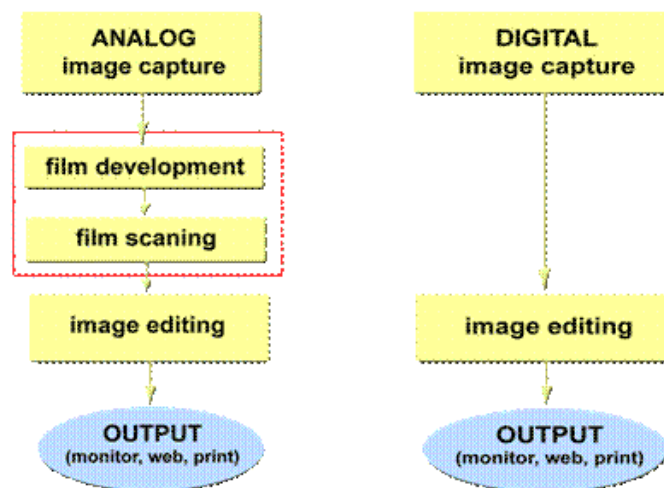 ANALOG
image capture
film development
film scaning
image editing
OUTPUT
(monitor, web, print)
DIGITAL
image capture
image editing
OUTPUT
(monitor, web, print)